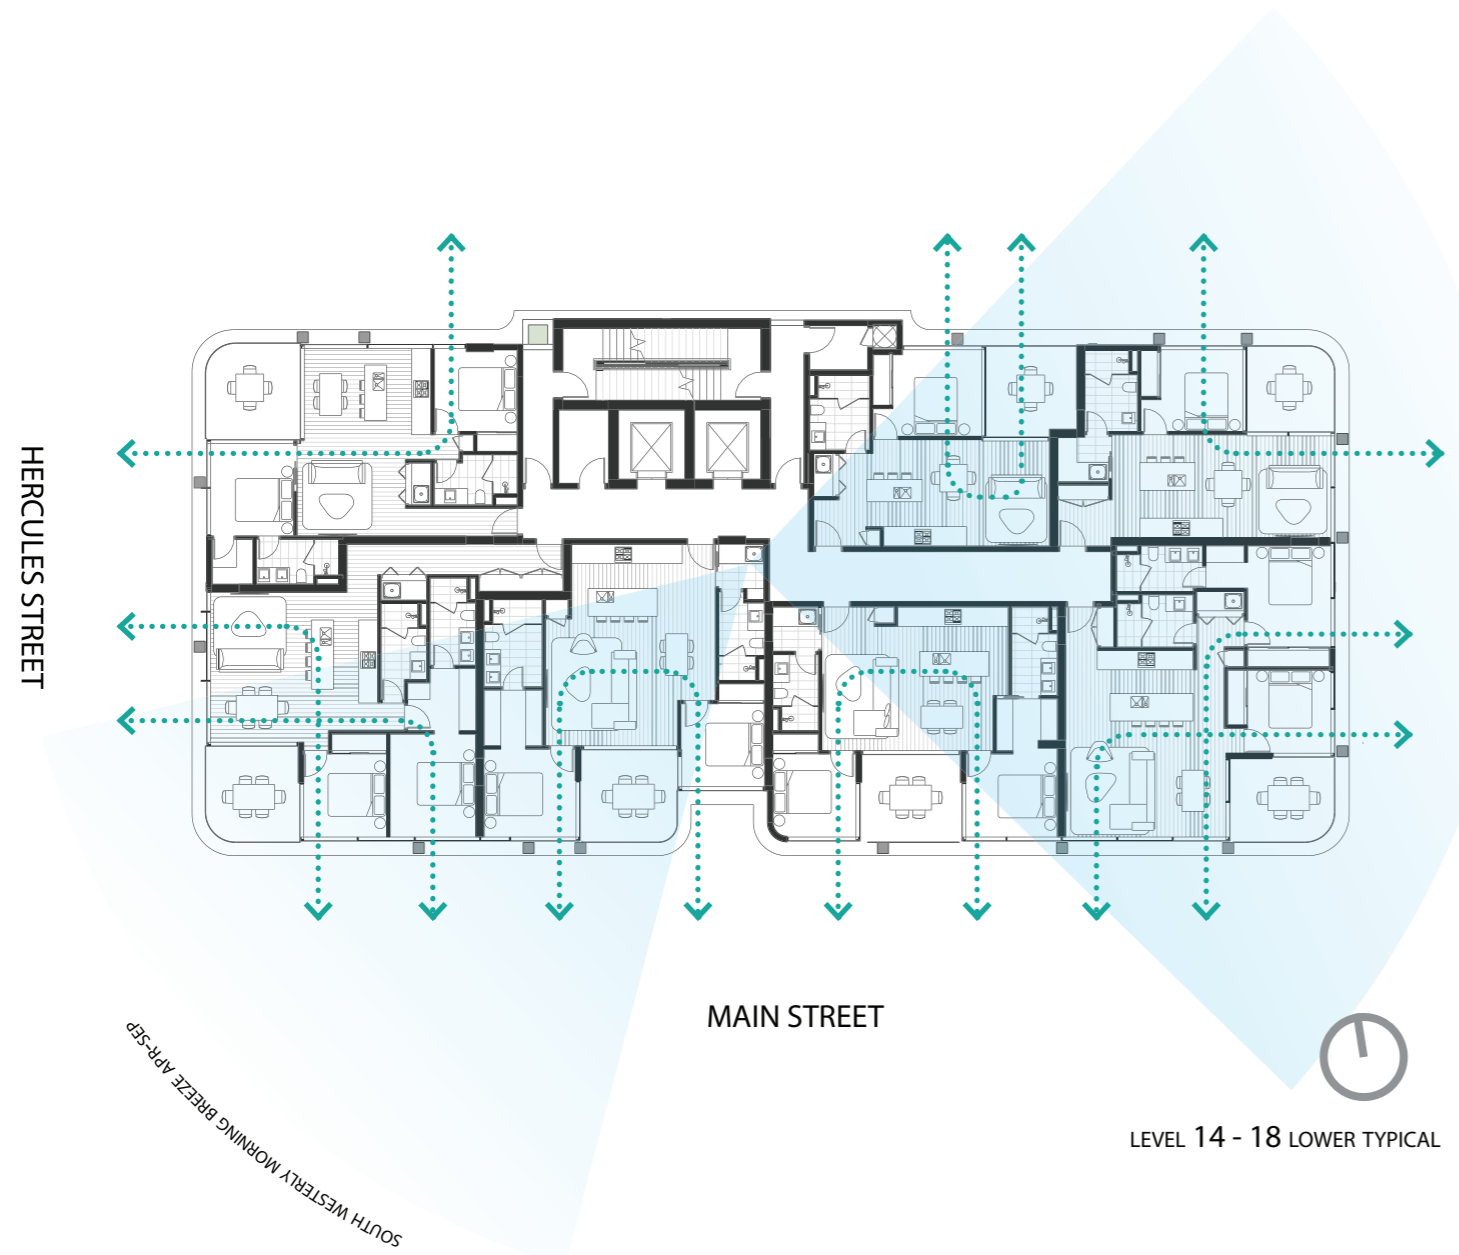 HERCULES STREET
MAIN STREET
SOUTH WESTERLY MORNING BREEZE APR-SEP
LEVEL 14 - 18 LOWER TYPICAL